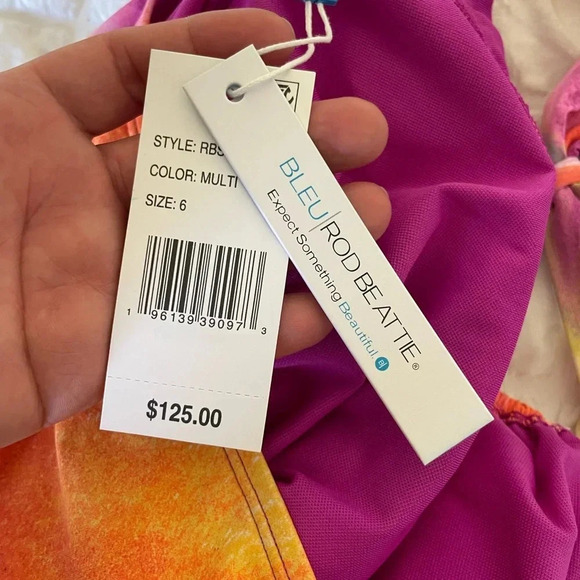 STYLE: RBS
COLOR: MULTI
SIZE: 6
1 96139 39097 3
$125.00
BLEU|ROD BEATTIE®
Expect Something Beautiful.